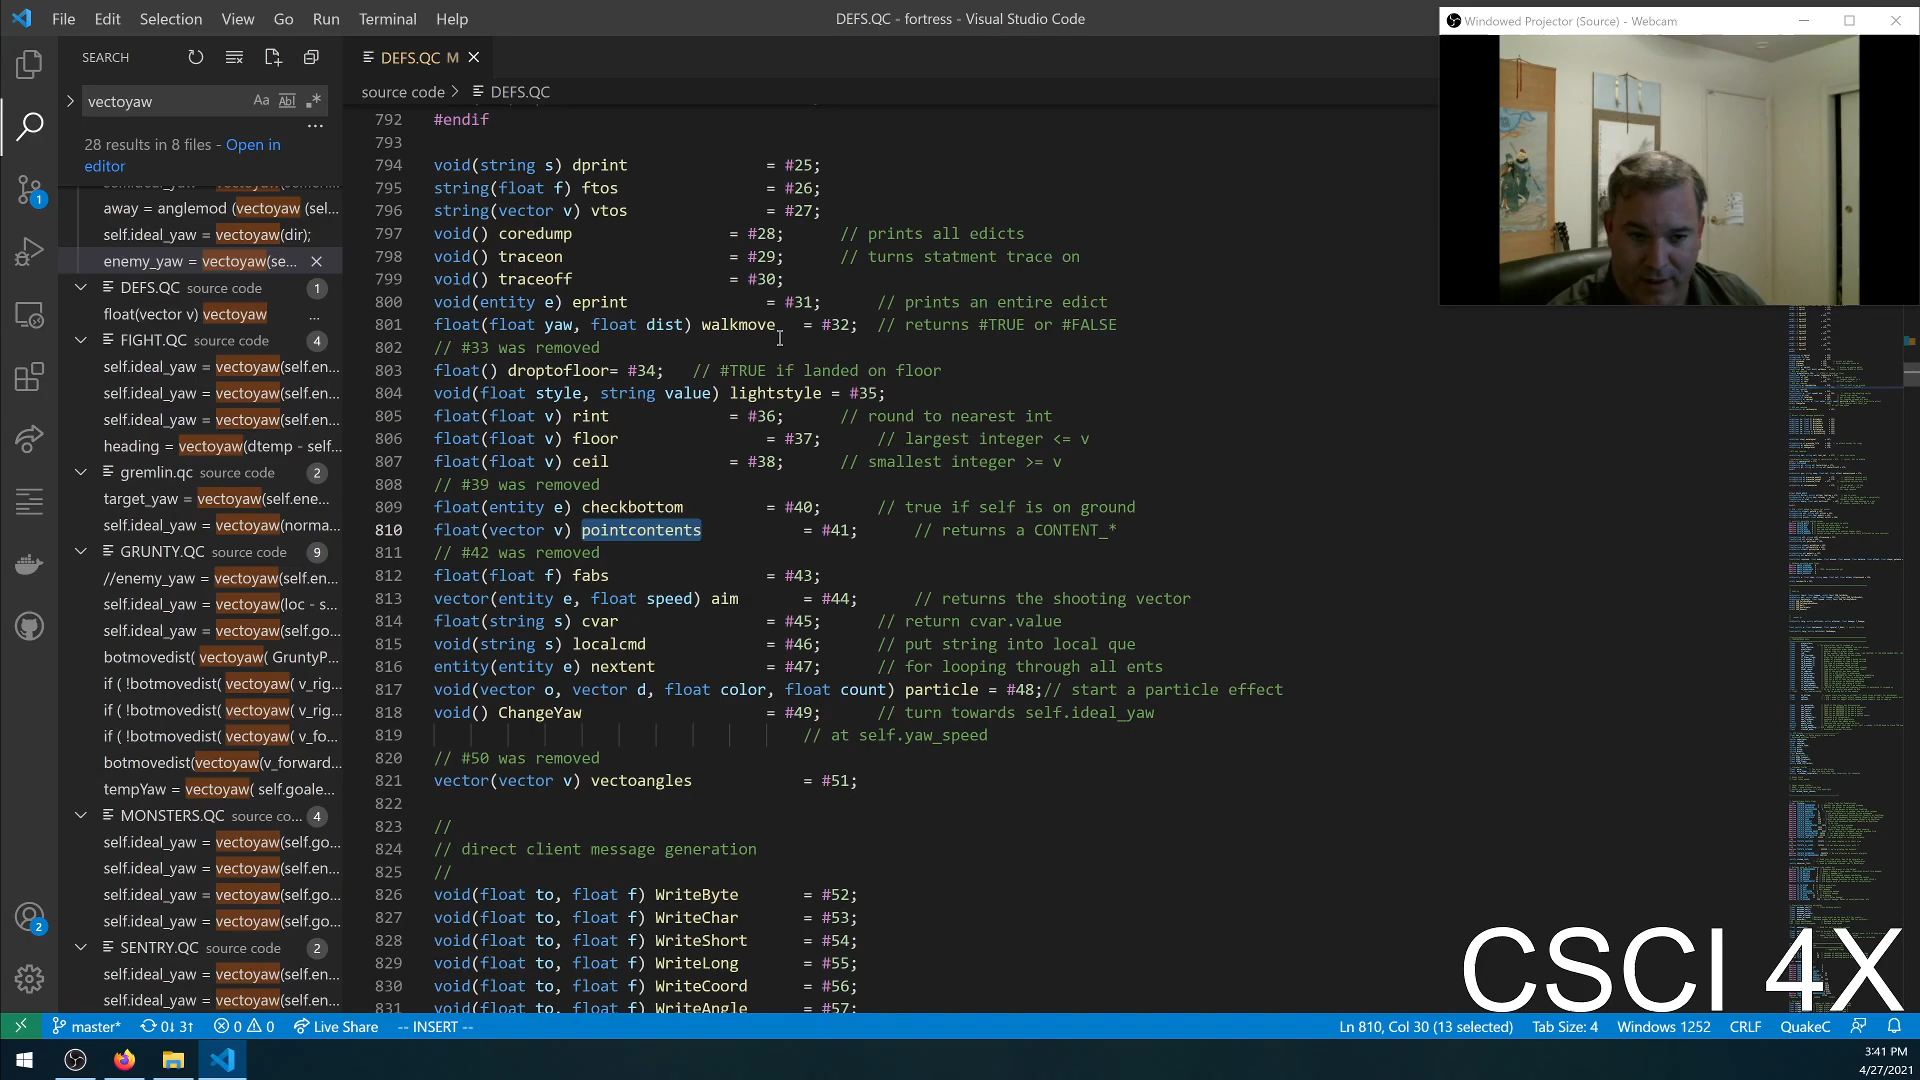 File Edit Selection View Go Run Terminal Help
DEFS.QC - fortress - Visual Studio Code
Windowed Projector (Source) - Webcam
SEARCH
DEFS.QC M
vectoyaw
28 results in 8 files - Open in
editor
away = anglemod (vectoyaw (sel...
self.ideal_yaw = vectoyaw(dir);
enemy_yaw = vectoyaw(se...
DEFS.QC source code 1
float(vector v) vectoyaw ...
FIGHT.QC source code 4
self.ideal_yaw = vectoyaw(self.en...
self.ideal_yaw = vectoyaw(self.en...
self.ideal_yaw = vectoyaw(self.en...
heading = vectoyaw(dtemp - self...
gremlin.qc source code 2
target_yaw = vectoyaw(self.ene...
self.ideal_yaw = vectoyaw(norma...
GRUNTY.QC source code 9
//enemy_yaw = vectoyaw(self.en...
self.ideal_yaw = vectoyaw(loc - s...
self.ideal_yaw = vectoyaw(self.go...
botmovedist( vectoyaw( GruntyP...
if ( !botmovedist( vectoyaw( v_rig...
if ( !botmovedist( vectoyaw( v_rig...
if ( !botmovedist( vectoyaw( v_fo...
botmovedist(vectoyaw(v_forward...
tempYaw = vectoyaw( self.goale...
MONSTERS.QC source co... 4
self.ideal_yaw = vectoyaw(self.go...
self.ideal_yaw = vectoyaw(self.en...
self.ideal_yaw = vectoyaw(self.go...
self.ideal_yaw = vectoyaw(self.go...
SENTRY.QC source code 2
self.ideal_yaw = vectoyaw(self.en...
self.ideal_yaw = vectoyaw(self.en...
source code > DEFS.QC
792 #endif
793
794 void(string s) dprint = #25;
795 string(float f) ftos = #26;
796 string(vector v) vtos = #27;
797 void() coredump = #28; // prints all edicts
798 void() traceon = #29; // turns statment trace on
799 void() traceoff = #30;
800 void(entity e) eprint = #31; // prints an entire edict
801 float(float yaw, float dist) walkmove = #32; // returns #TRUE or #FALSE
802 // #33 was removed
803 float() droptofloor= #34; // #TRUE if landed on floor
804 void(float style, string value) lightstyle = #35;
805 float(float v) rint = #36; // round to nearest int
806 float(float v) floor = #37; // largest integer <= v
807 float(float v) ceil = #38; // smallest integer >= v
808 // #39 was removed
809 float(entity e) checkbottom = #40; // true if self is on ground
810 float(vector v) pointcontents = #41; // returns a CONTENT_*
811 // #42 was removed
812 float(float f) fabs = #43;
813 vector(entity e, float speed) aim = #44; // returns the shooting vector
814 float(string s) cvar = #45; // return cvar.value
815 void(string s) localcmd = #46; // put string into local que
816 entity(entity e) nextent = #47; // for looping through all ents
817 void(vector o, vector d, float color, float count) particle = #48;// start a particle effect
818 void() ChangeYaw = #49; // turn towards self.ideal_yaw
819 // at self.yaw_speed
820 // #50 was removed
821 vector(vector v) vectoangles = #51;
822
823 //
824 // direct client message generation
825 //
826 void(float to, float f) WriteByte = #52;
827 void(float to, float f) WriteChar = #53;
828 void(float to, float f) WriteShort = #54;
829 void(float to, float f) WriteLong = #55;
830 void(float to, float f) WriteCoord = #56;
831 void(float to, float f) WriteAngle = #57;
CSCI 4X
master* 0↓ 3↑ 0 0 Live Share -- INSERT --
Ln 810, Col 30 (13 selected) Tab Size: 4 Windows 1252 CRLF QuakeC
3:41 PM
4/27/2021